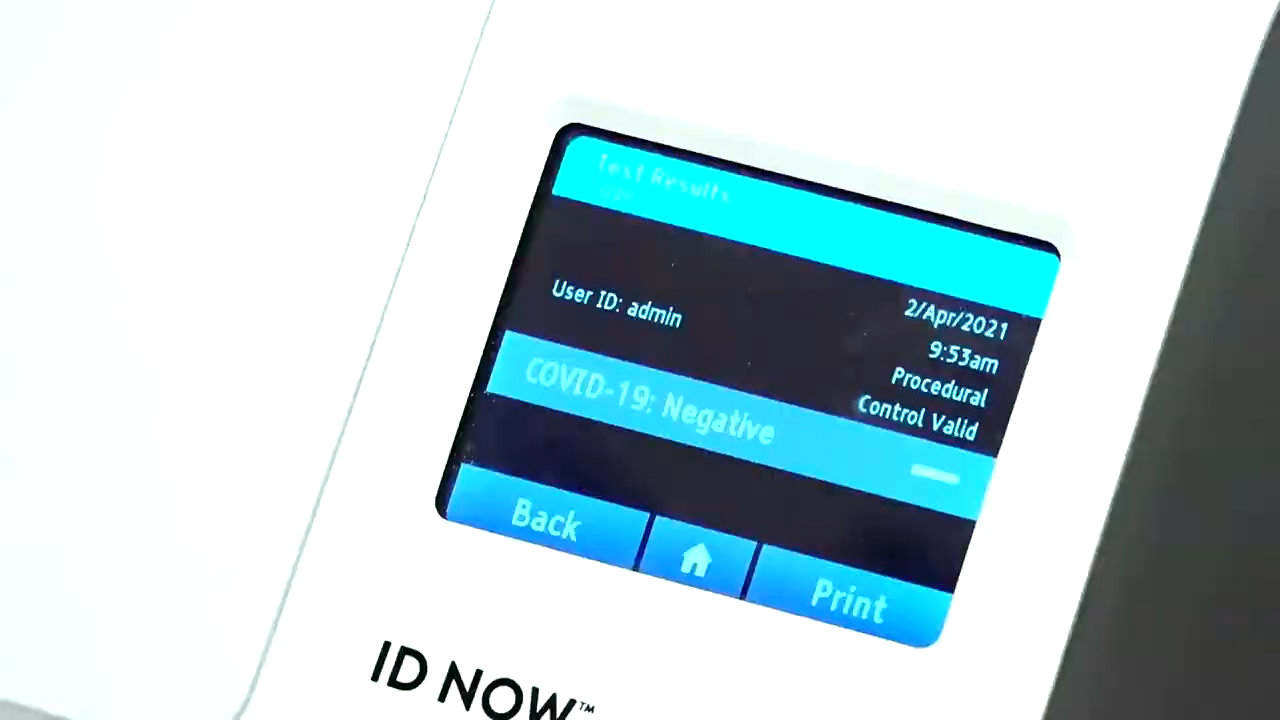 Test Results
User ID: admin
2/Apr/2021
9:53am
Procedural
Control Valid
COVID-19: Negative
Back
Print
ID NOW™